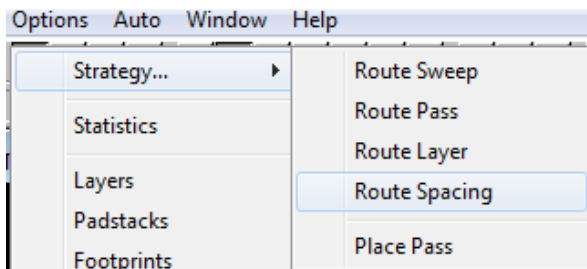 Options Auto Window Help
Strategy...
Statistics
Layers
Padstacks
Footprints
Route Sweep
Route Pass
Route Layer
Route Spacing
Place Pass